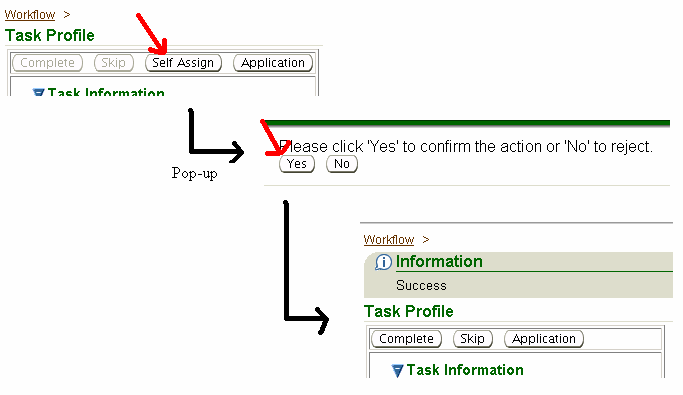 Workflow >
Task Profile
Complete Skip Self Assign Application
Task Information
Pop-up
Please click 'Yes' to confirm the action or 'No' to reject.
Yes No
Workflow >
Information
Success
Task Profile
Complete Skip Application
Task Information